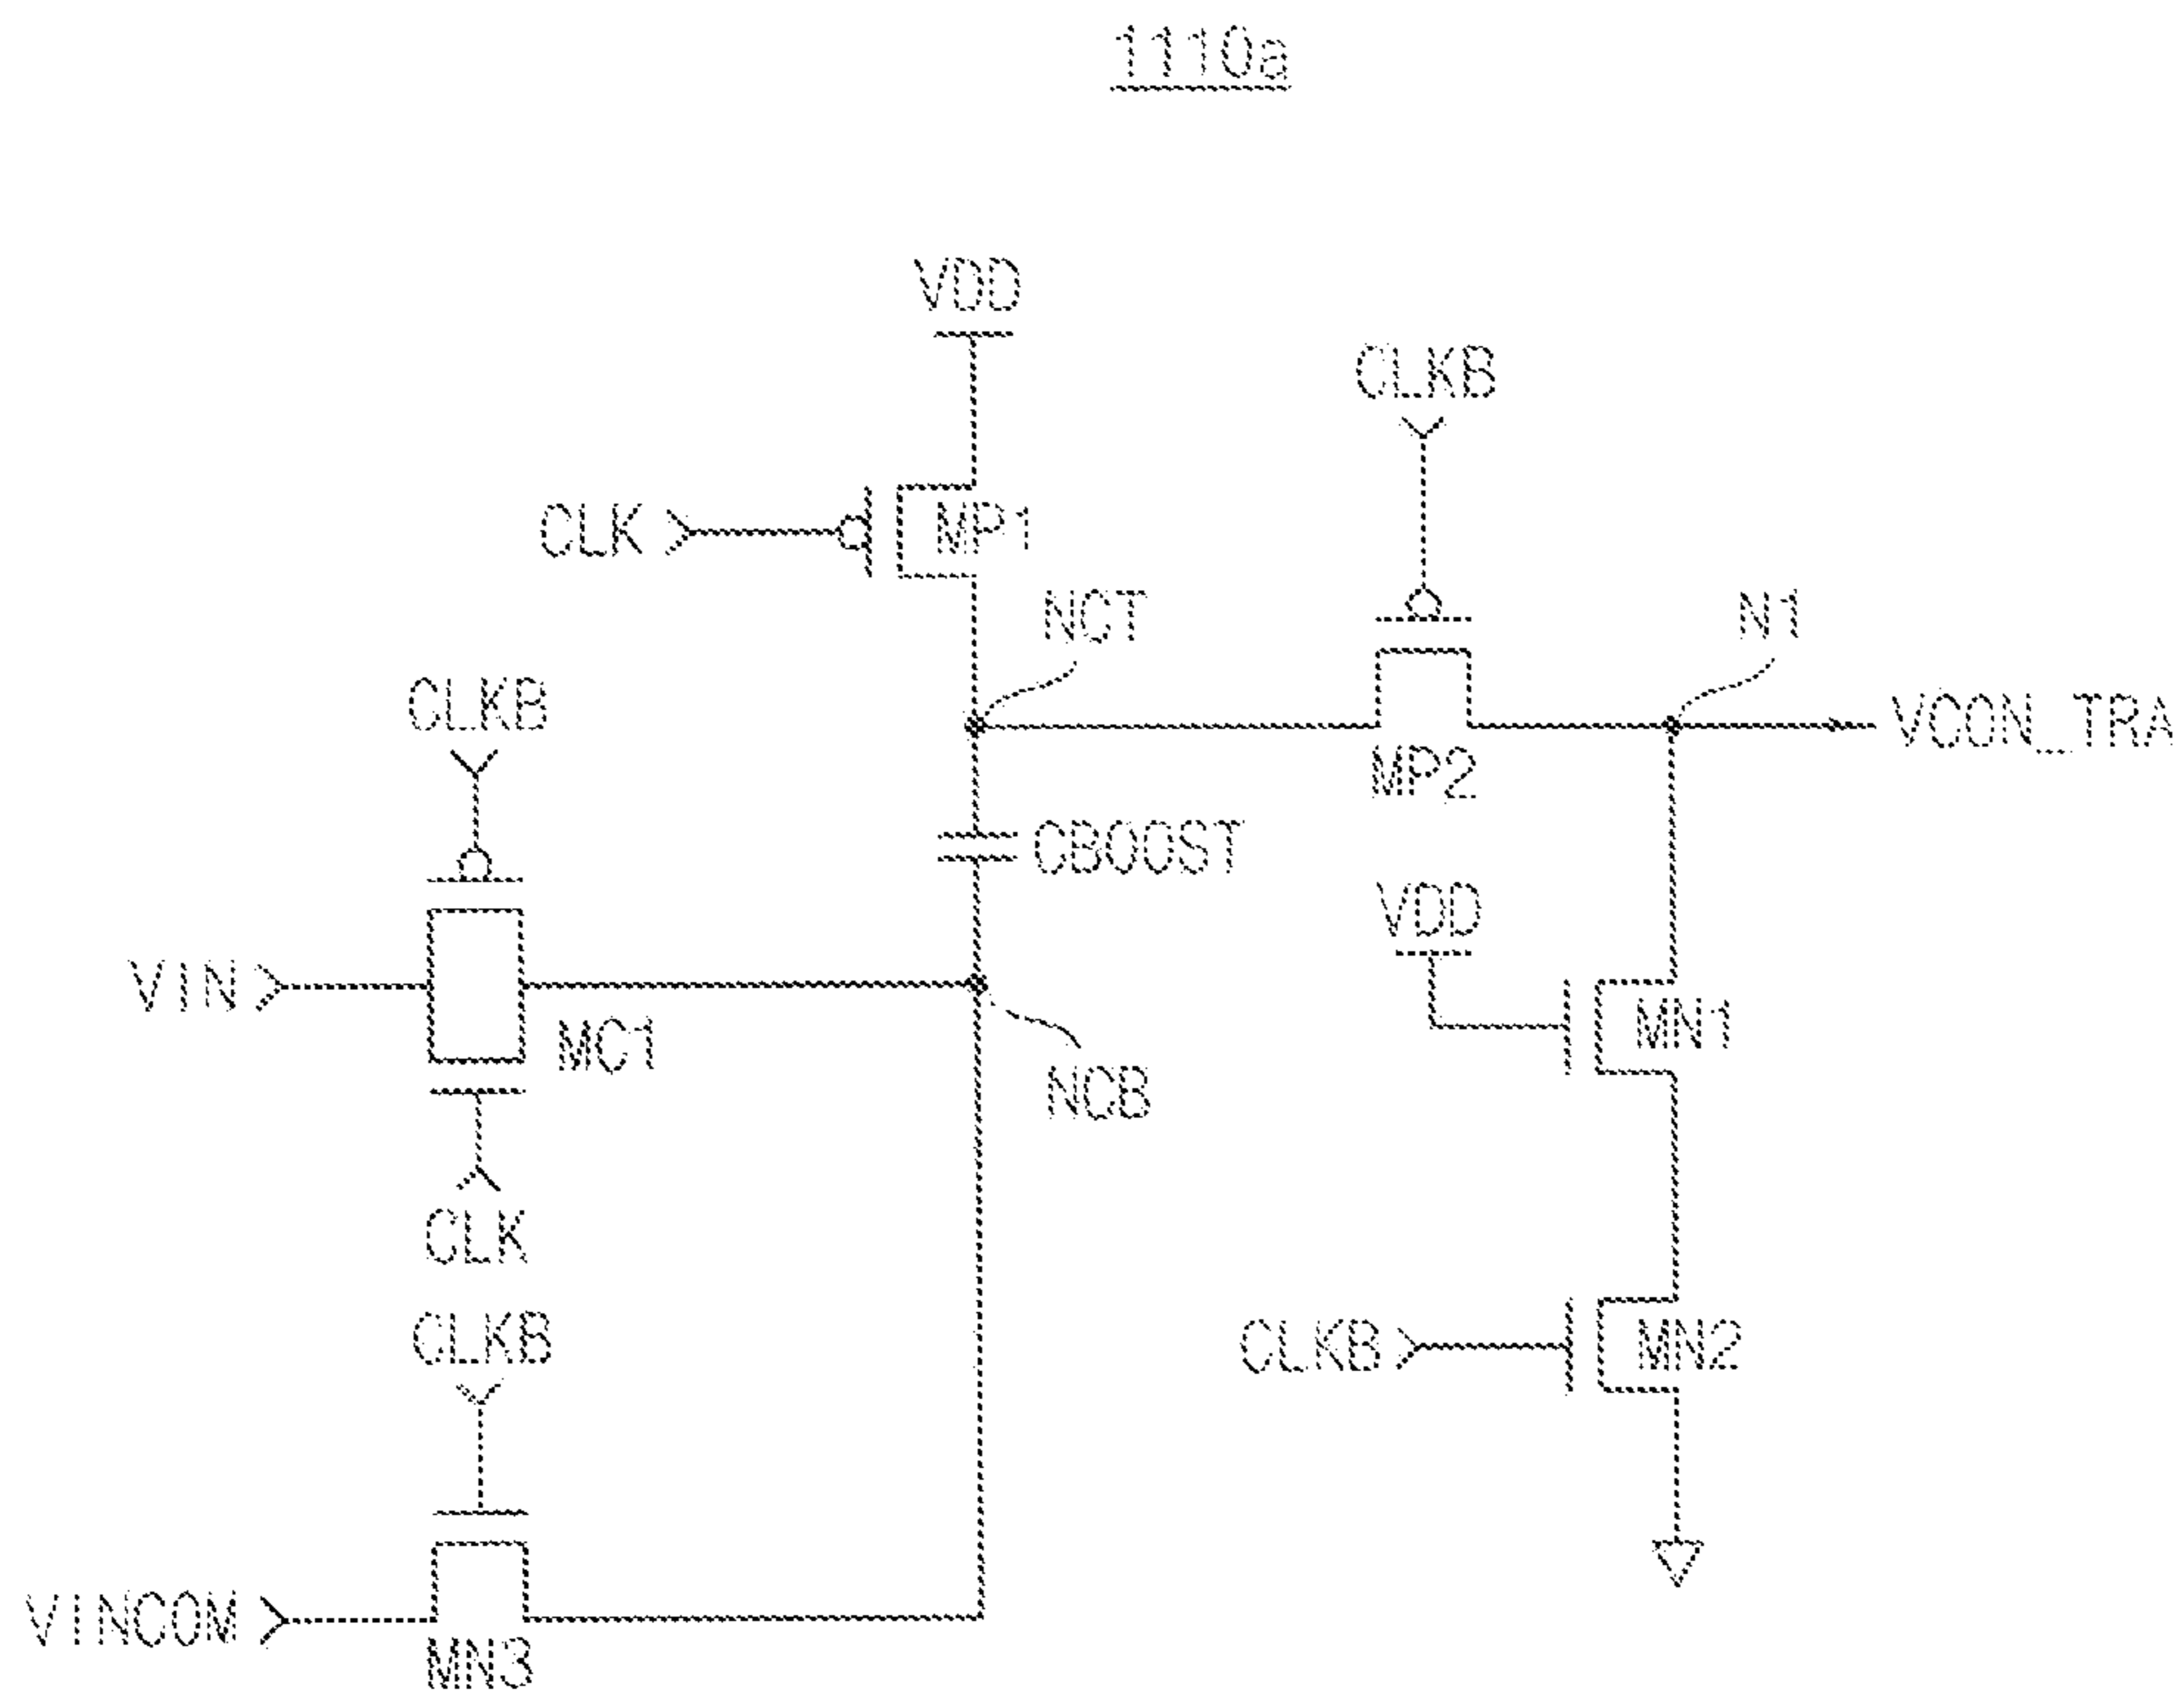 1110a
VDD
CLKB
CLK
MP1
NCT
N1
CLKB
VCON_TRA
MP2
CBOOST
VDD
VIN
MC1
MN1
NCB
CLK
CLKB
CLKB
MN2
VINCON
MN3